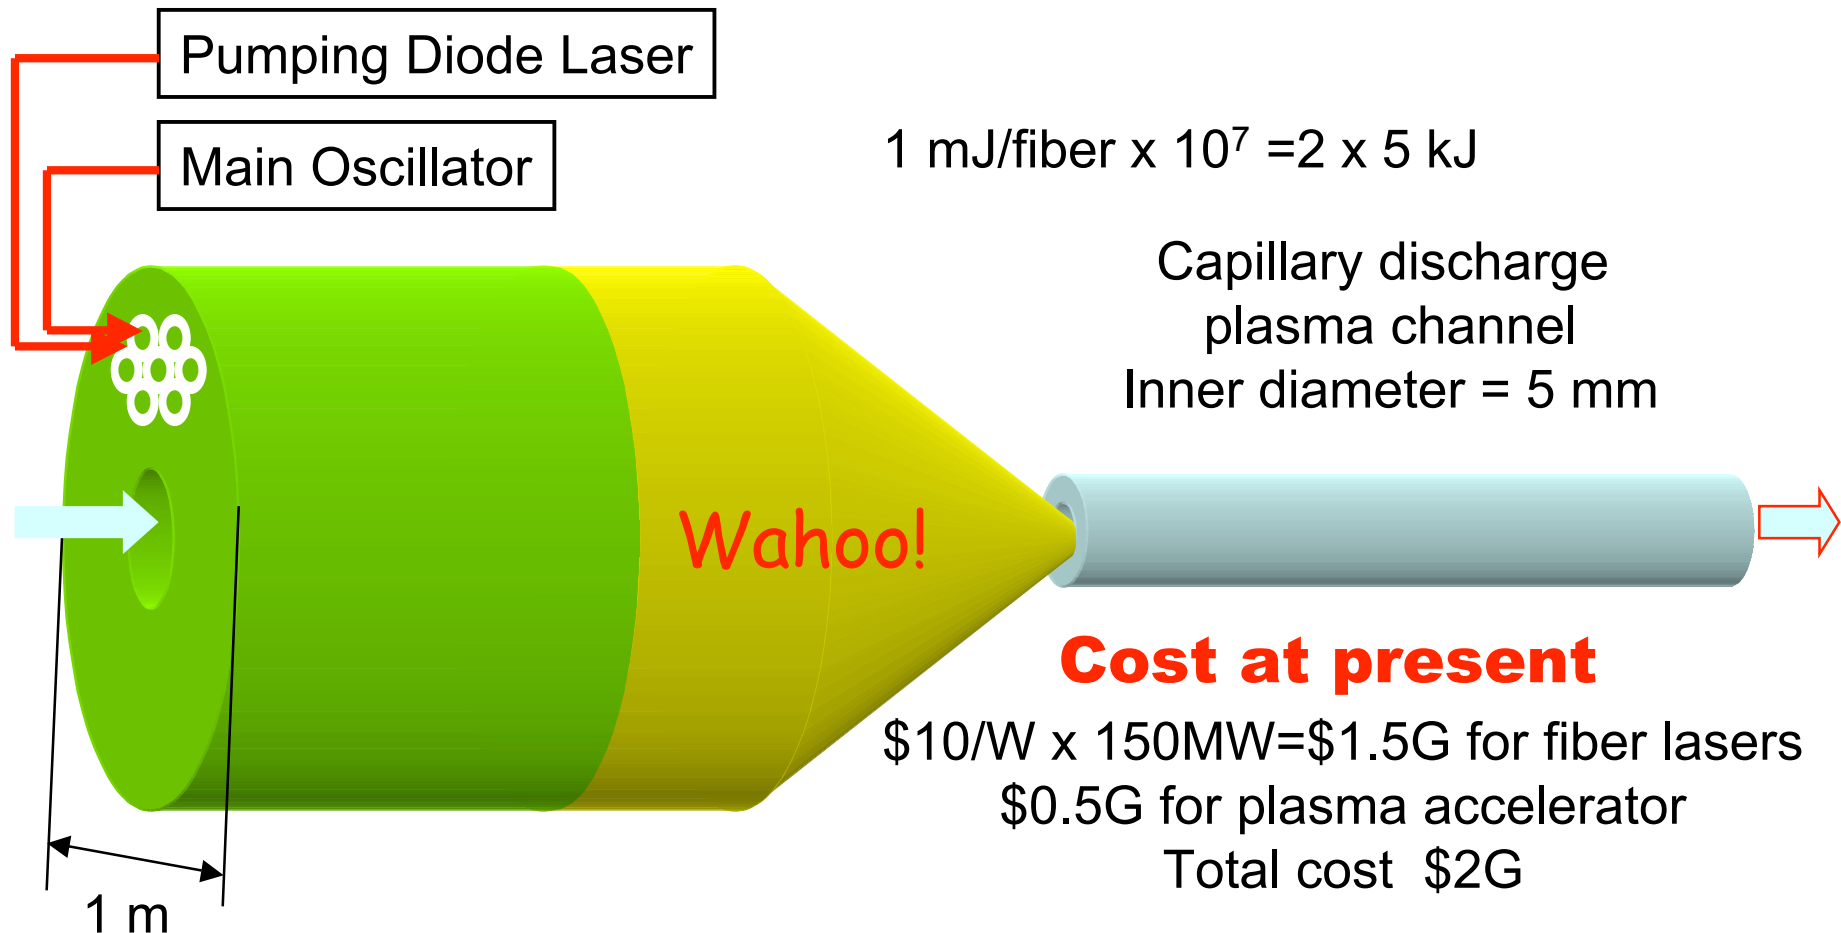 Pumping Diode Laser
Main Oscillator
1 mJ/fiber x 10⁷ =2 x 5 kJ
Capillary discharge
plasma channel
Inner diameter = 5 mm
Wahoo!
Cost at present
$10/W x 150MW=$1.5G for fiber lasers
$0.5G for plasma accelerator
Total cost $2G
1 m